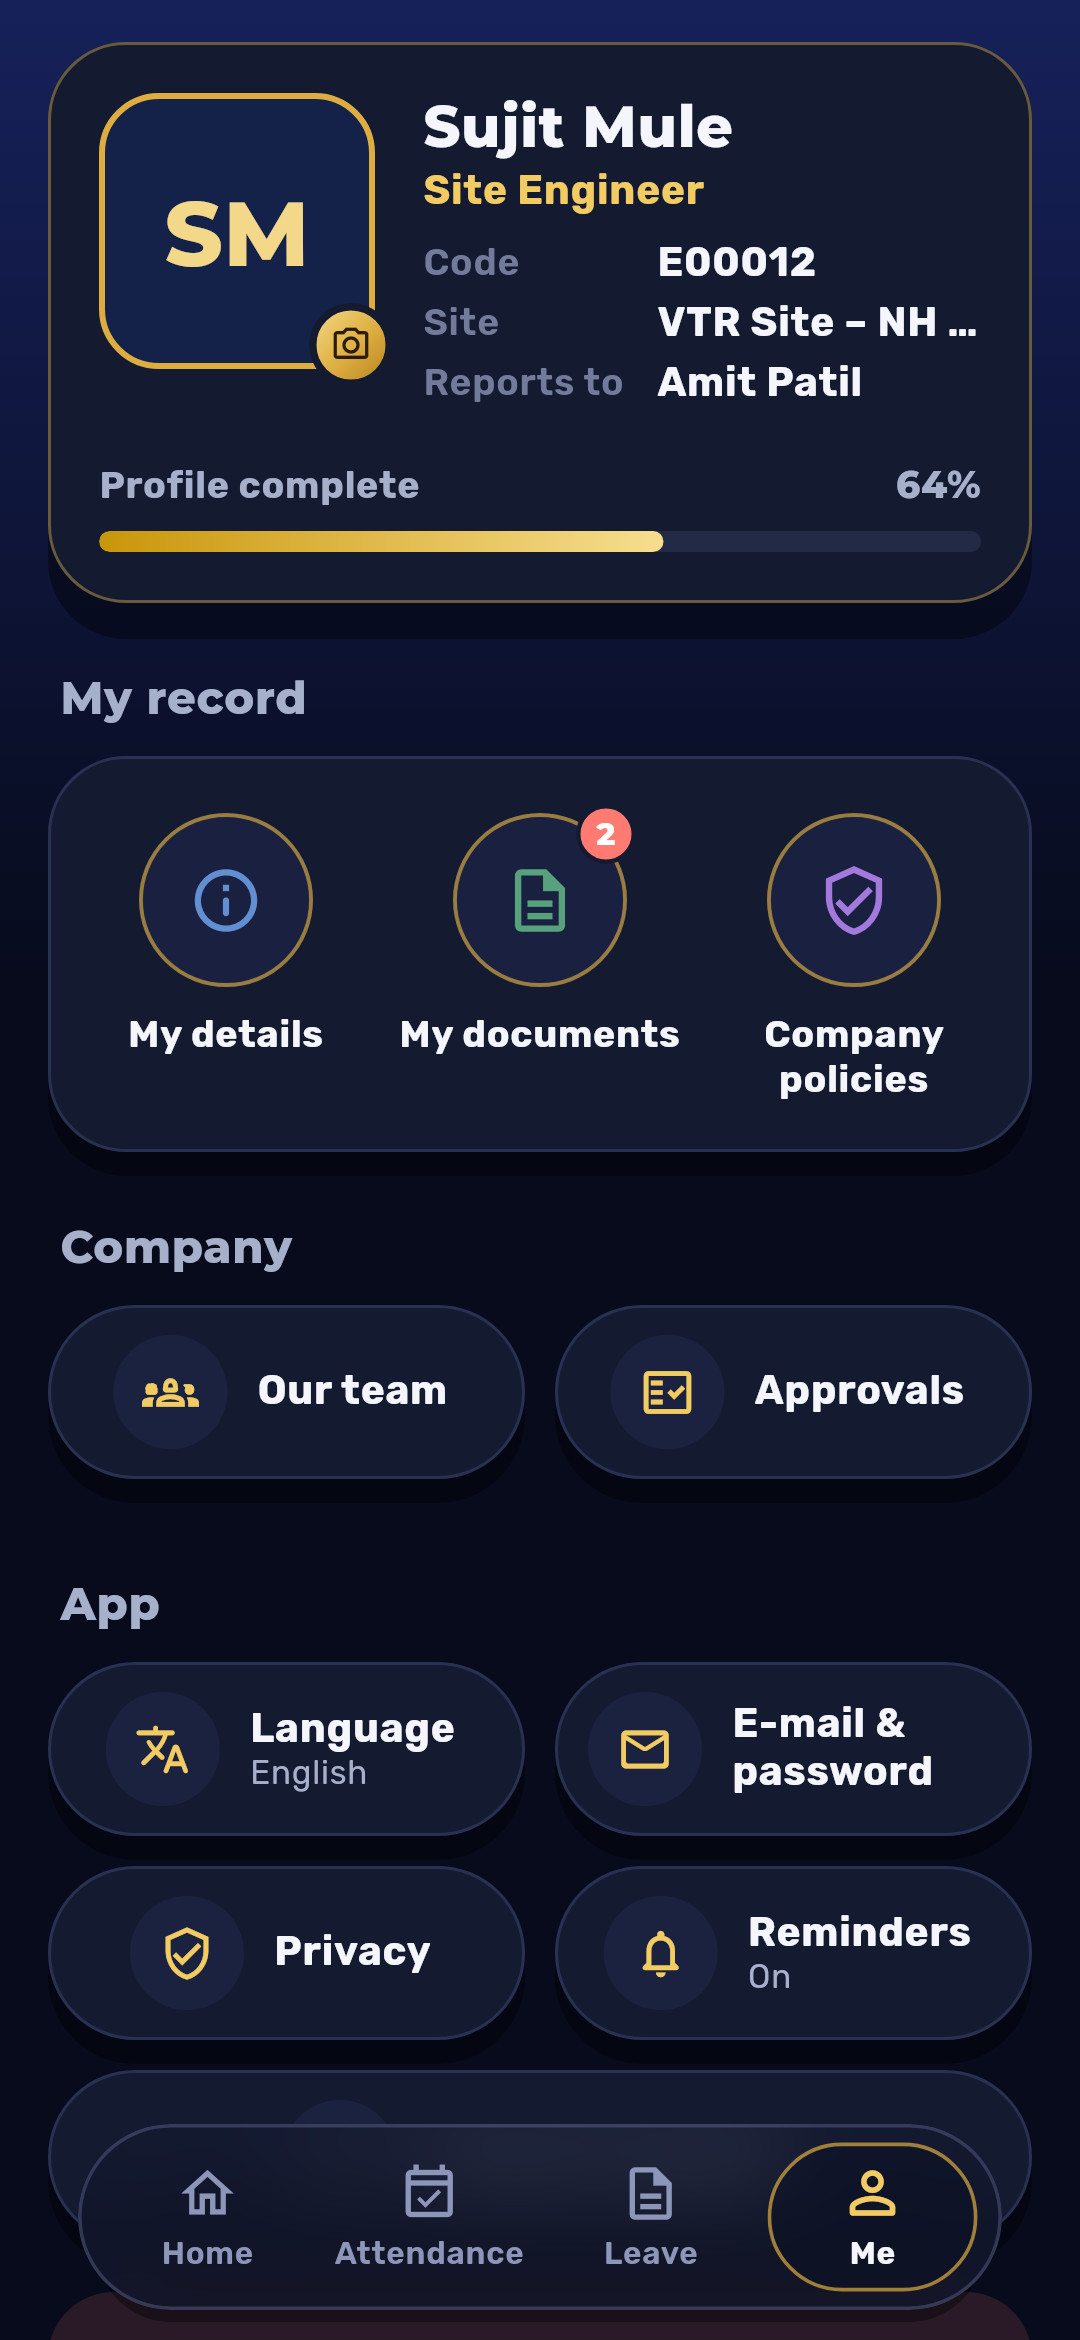 Sujit Mule
Site Engineer
SM
Code E00012
Site VTR Site – NH ...
Reports to Amit Patil
Profile complete 64%
My record
2
My details My documents Company
policies
Company
Our team Approvals
App
Language
English
E-mail &
password
Privacy
Reminders
On
Home Attendance Leave Me